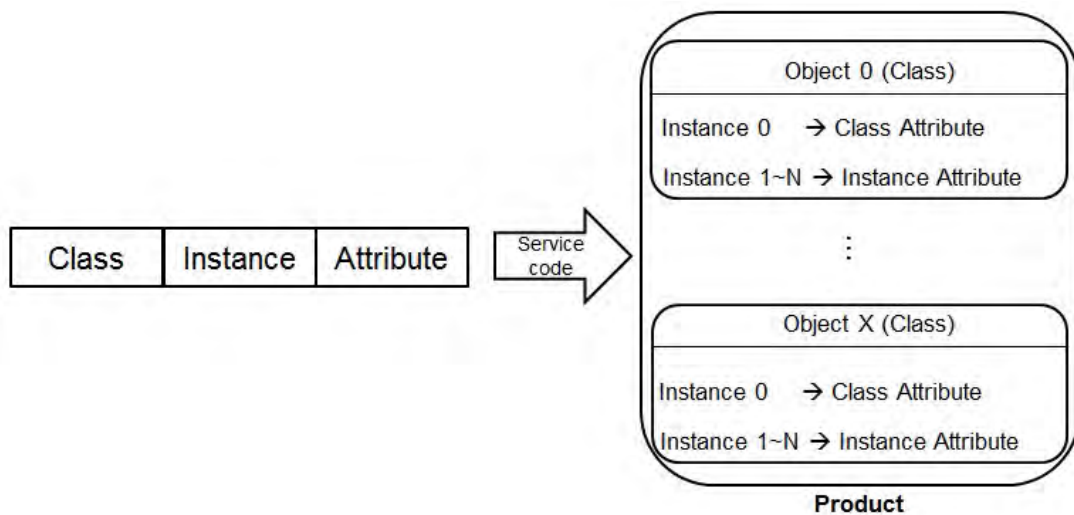 Class Instance Attribute
Service
code
Object 0 (Class)
Instance 0 → Class Attribute
Instance 1~N → Instance Attribute
⋮
Object X (Class)
Instance 0 → Class Attribute
Instance 1~N → Instance Attribute
Product